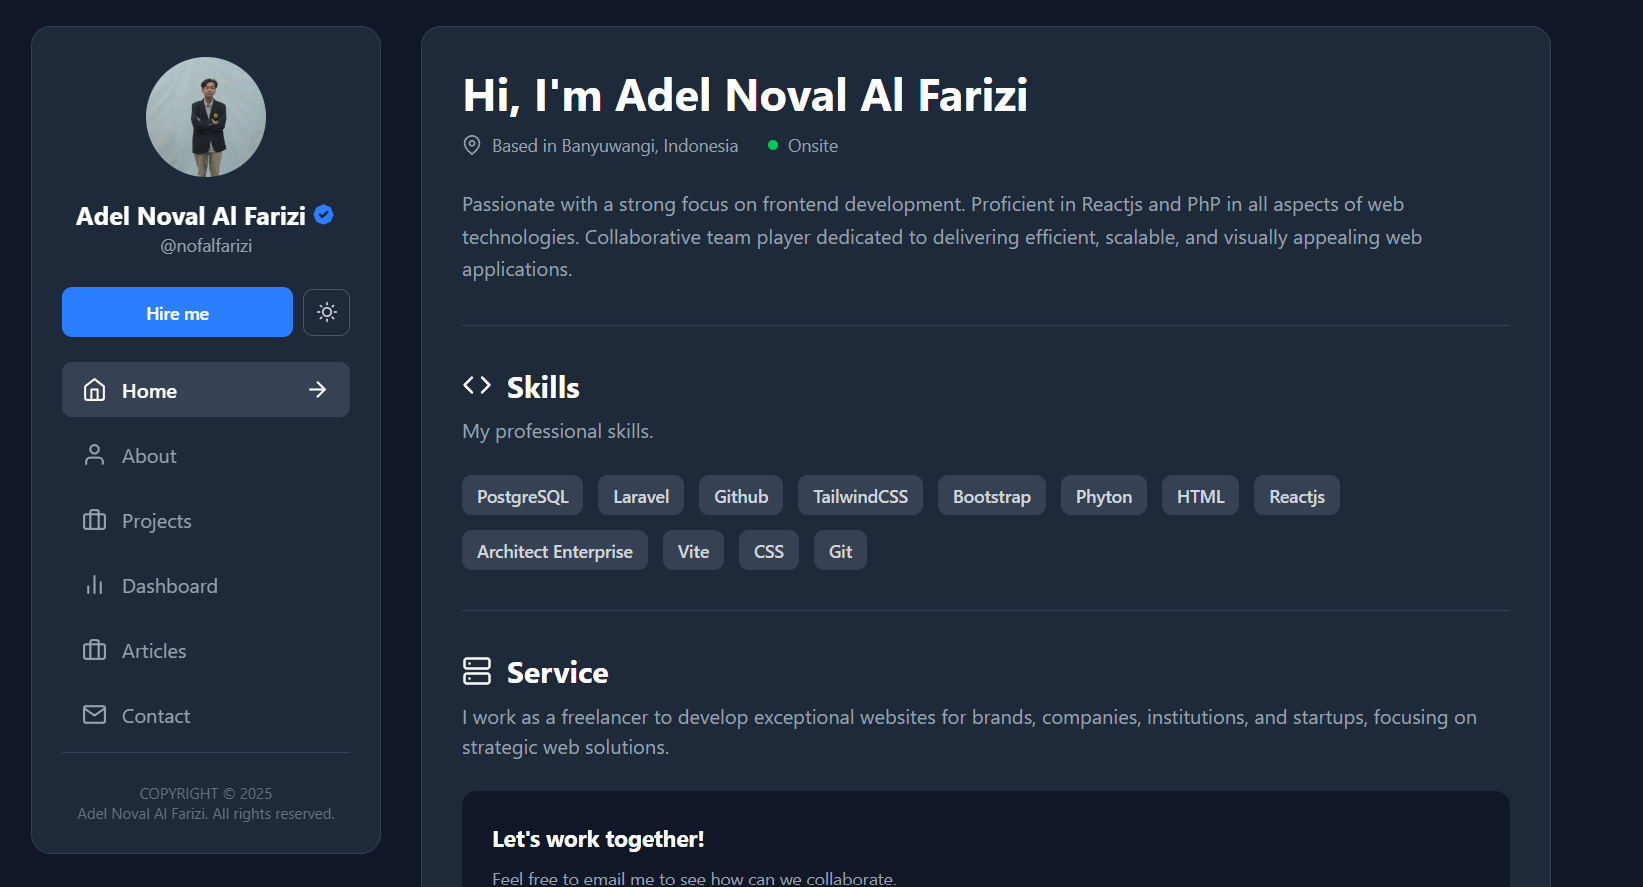 Adel Noval Al Farizi
@nofalfarizi
Hire me
Home
About
Projects
Dashboard
Articles
Contact
COPYRIGHT © 2025
Adel Noval Al Farizi. All rights reserved.
Hi, I'm Adel Noval Al Farizi
Based in Banyuwangi, Indonesia Onsite
Passionate with a strong focus on frontend development. Proficient in Reactjs and PhP in all aspects of web
technologies. Collaborative team player dedicated to delivering efficient, scalable, and visually appealing web
applications.
Skills
My professional skills.
PostgreSQL Laravel Github TailwindCSS Bootstrap Phyton HTML Reactjs
Architect Enterprise Vite CSS Git
Service
I work as a freelancer to develop exceptional websites for brands, companies, institutions, and startups, focusing on
strategic web solutions.
Let's work together!
Feel free to email me to see how can we collaborate.